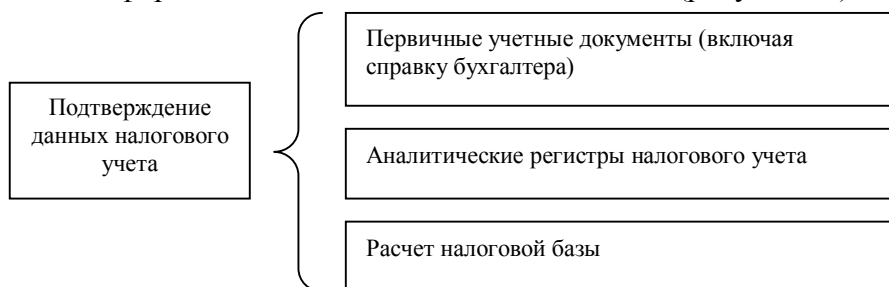 Первичные учетные документы (включая
справку бухгалтера)
Подтверждение
данных налогового
учета
Аналитические регистры налогового учета
Расчет налоговой базы